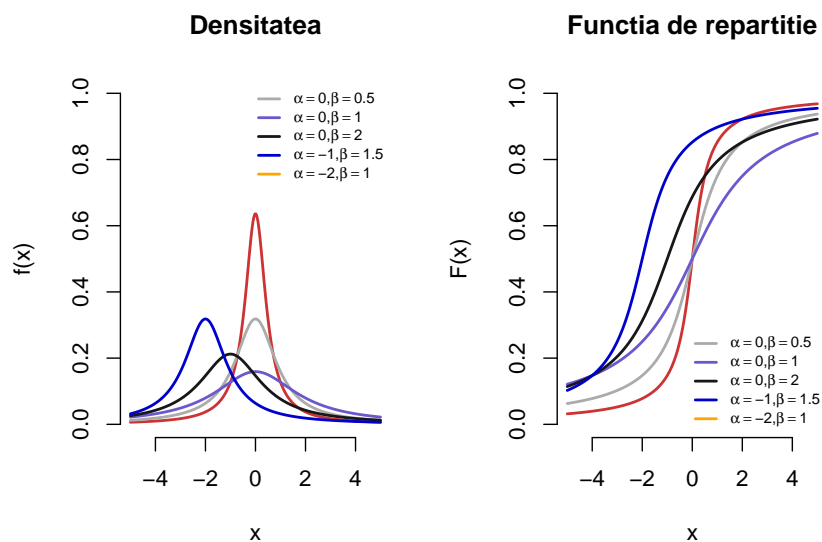 Densitatea
f(x)
1.0
0.8
0.6
0.4
0.2
0.0
α = 0,β = 0.5
α = 0,β = 1
α = 0,β = 2
α = −1,β = 1.5
α = −2,β = 1
−4 −2 0 2 4
x
Functia de repartitie
F(x)
1.0
0.8
0.6
0.4
0.2
0.0
α = 0,β = 0.5
α = 0,β = 1
α = 0,β = 2
α = −1,β = 1.5
α = −2,β = 1
−4 −2 0 2 4
x